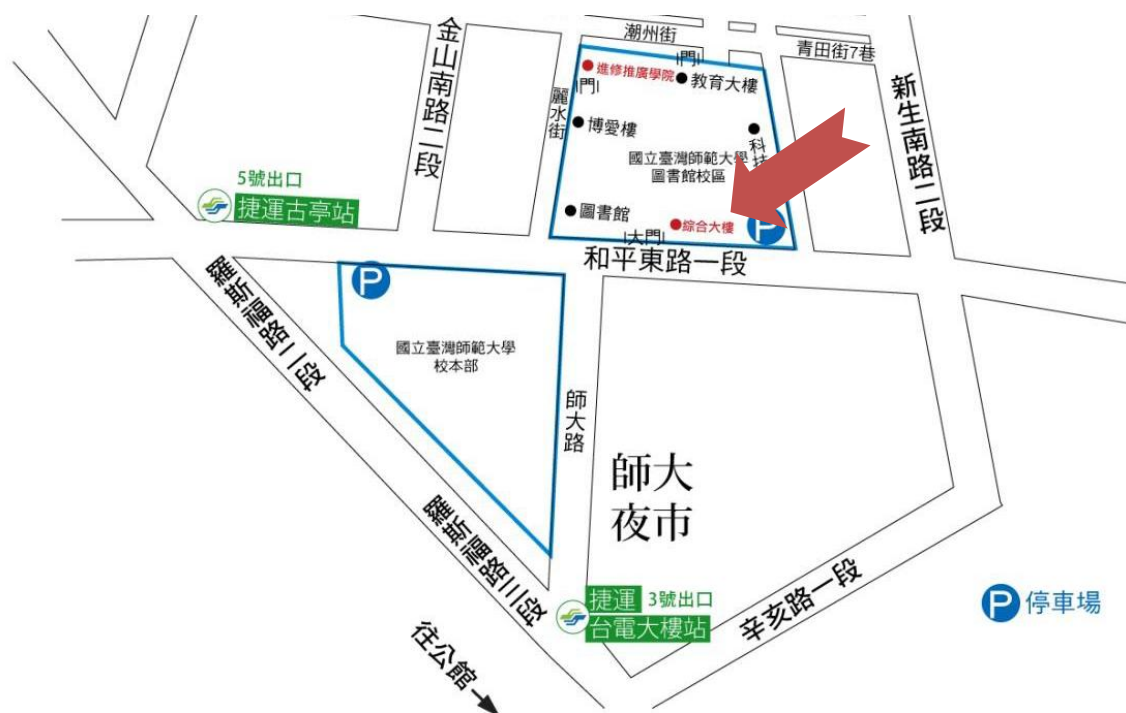 潮州街
青田街7巷
金山南路二段
新生南路二段
門
進修推廣學院
門
教育大樓
麗水街
博愛樓
科技
國立臺灣師範大學
圖書館校區
5號出口
捷運古亭站
圖書館
綜合大樓
P
大門
和平東路一段
P
羅斯福路二段
國立臺灣師範大學
校本部
師大路
師大
夜市
羅斯福路三段
捷運 3號出口
台電大樓站
辛亥路一段
P 停車場
往公館